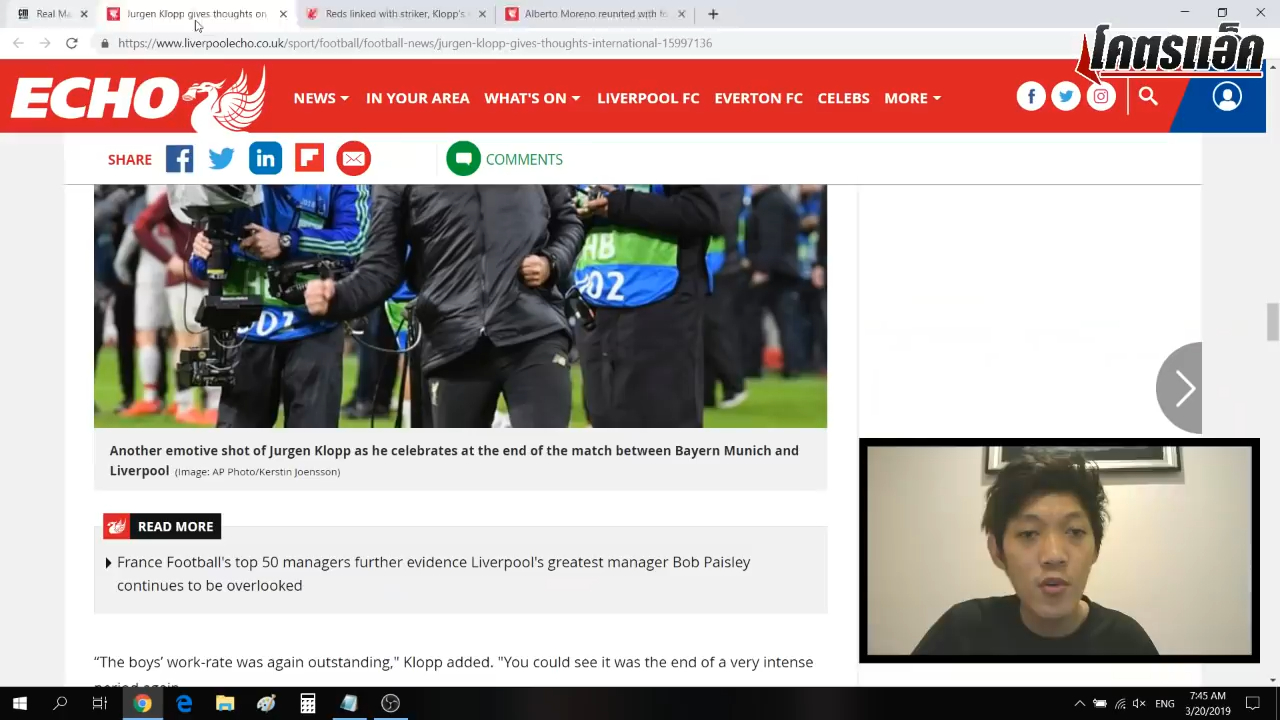 Real Ma
Jurgen Klopp gives thoughts on
Reds linked with striker, Klopp's
Alberto Moreno reunited with fo
https://www.liverpoolecho.co.uk/sport/football/football-news/jurgen-klopp-gives-thoughts-international-15997136
โคตรแอ็ค
ECHO
NEWS
IN YOUR AREA
WHAT'S ON
LIVERPOOL FC
EVERTON FC
CELEBS
MORE
SHARE
COMMENTS
02
Another emotive shot of Jurgen Klopp as he celebrates at the end of the match between Bayern Munich and
Liverpool (Image: AP Photo/Kerstin Joensson)
READ MORE
France Football's top 50 managers further evidence Liverpool's greatest manager Bob Paisley
continues to be overlooked
“The boys’ work-rate was again outstanding," Klopp added. "You could see it was the end of a very intense
period again
ENG
7:45 AM
3/20/2019